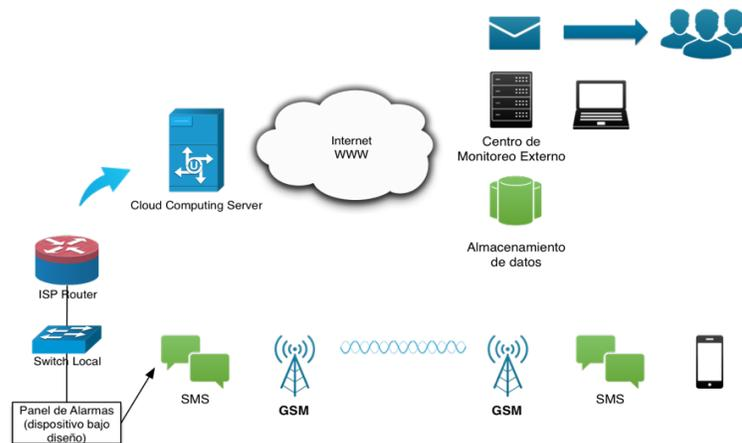 Internet
WWW
Centro de
Monitoreo Externo
Cloud Computing Server
Almacenamiento
de datos
ISP Router
Switch Local
SMS
GSM
GSM
SMS
Panel de Alarmas
(dispositivo bajo
diseño)
U